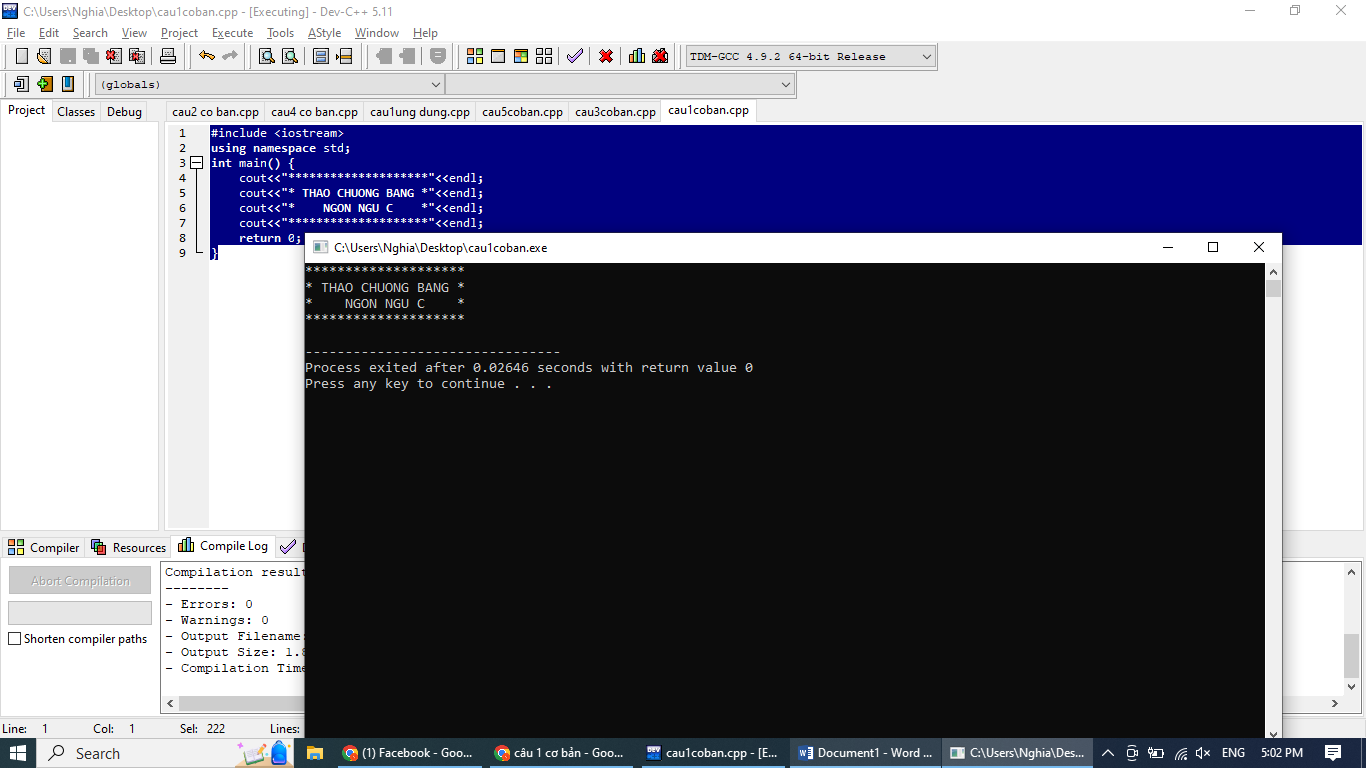 C:\Users\Nghia\Desktop\cau1coban.cpp - [Executing] - Dev-C++ 5.11
File Edit Search View Project Execute Tools AStyle Window Help
TDM-GCC 4.9.2 64-bit Release
(globals)
Project Classes Debug
cau2 co ban.cpp cau4 co ban.cpp cau1ung dung.cpp cau5coban.cpp cau3coban.cpp cau1coban.cpp
1 #include <iostream>
2 using namespace std;
3 int main() {
4 cout<<"********************"<<endl;
5 cout<<"* THAO CHUONG BANG *"<<endl;
6 cout<<"*    NGON NGU C    *"<<endl;
7 cout<<"********************"<<endl;
8 return 0;
9 }
C:\Users\Nghia\Desktop\cau1coban.exe
********************
* THAO CHUONG BANG *
*    NGON NGU C    *
********************
--------------------------------
Process exited after 0.02646 seconds with return value 0
Press any key to continue . . .
Compiler Resources Compile Log
Abort Compilation
Shorten compiler paths
Compilation result
--------
- Errors: 0
- Warnings: 0
- Output Filename:
- Output Size: 1.8
- Compilation Time
Line: 1 Col: 1 Sel: 222 Lines:
Search
(1) Facebook - Goo...
câu 1 cơ bản - Goo...
cau1coban.cpp - [E...
Document1 - Word ...
C:\Users\Nghia\Des...
ENG
5:02 PM